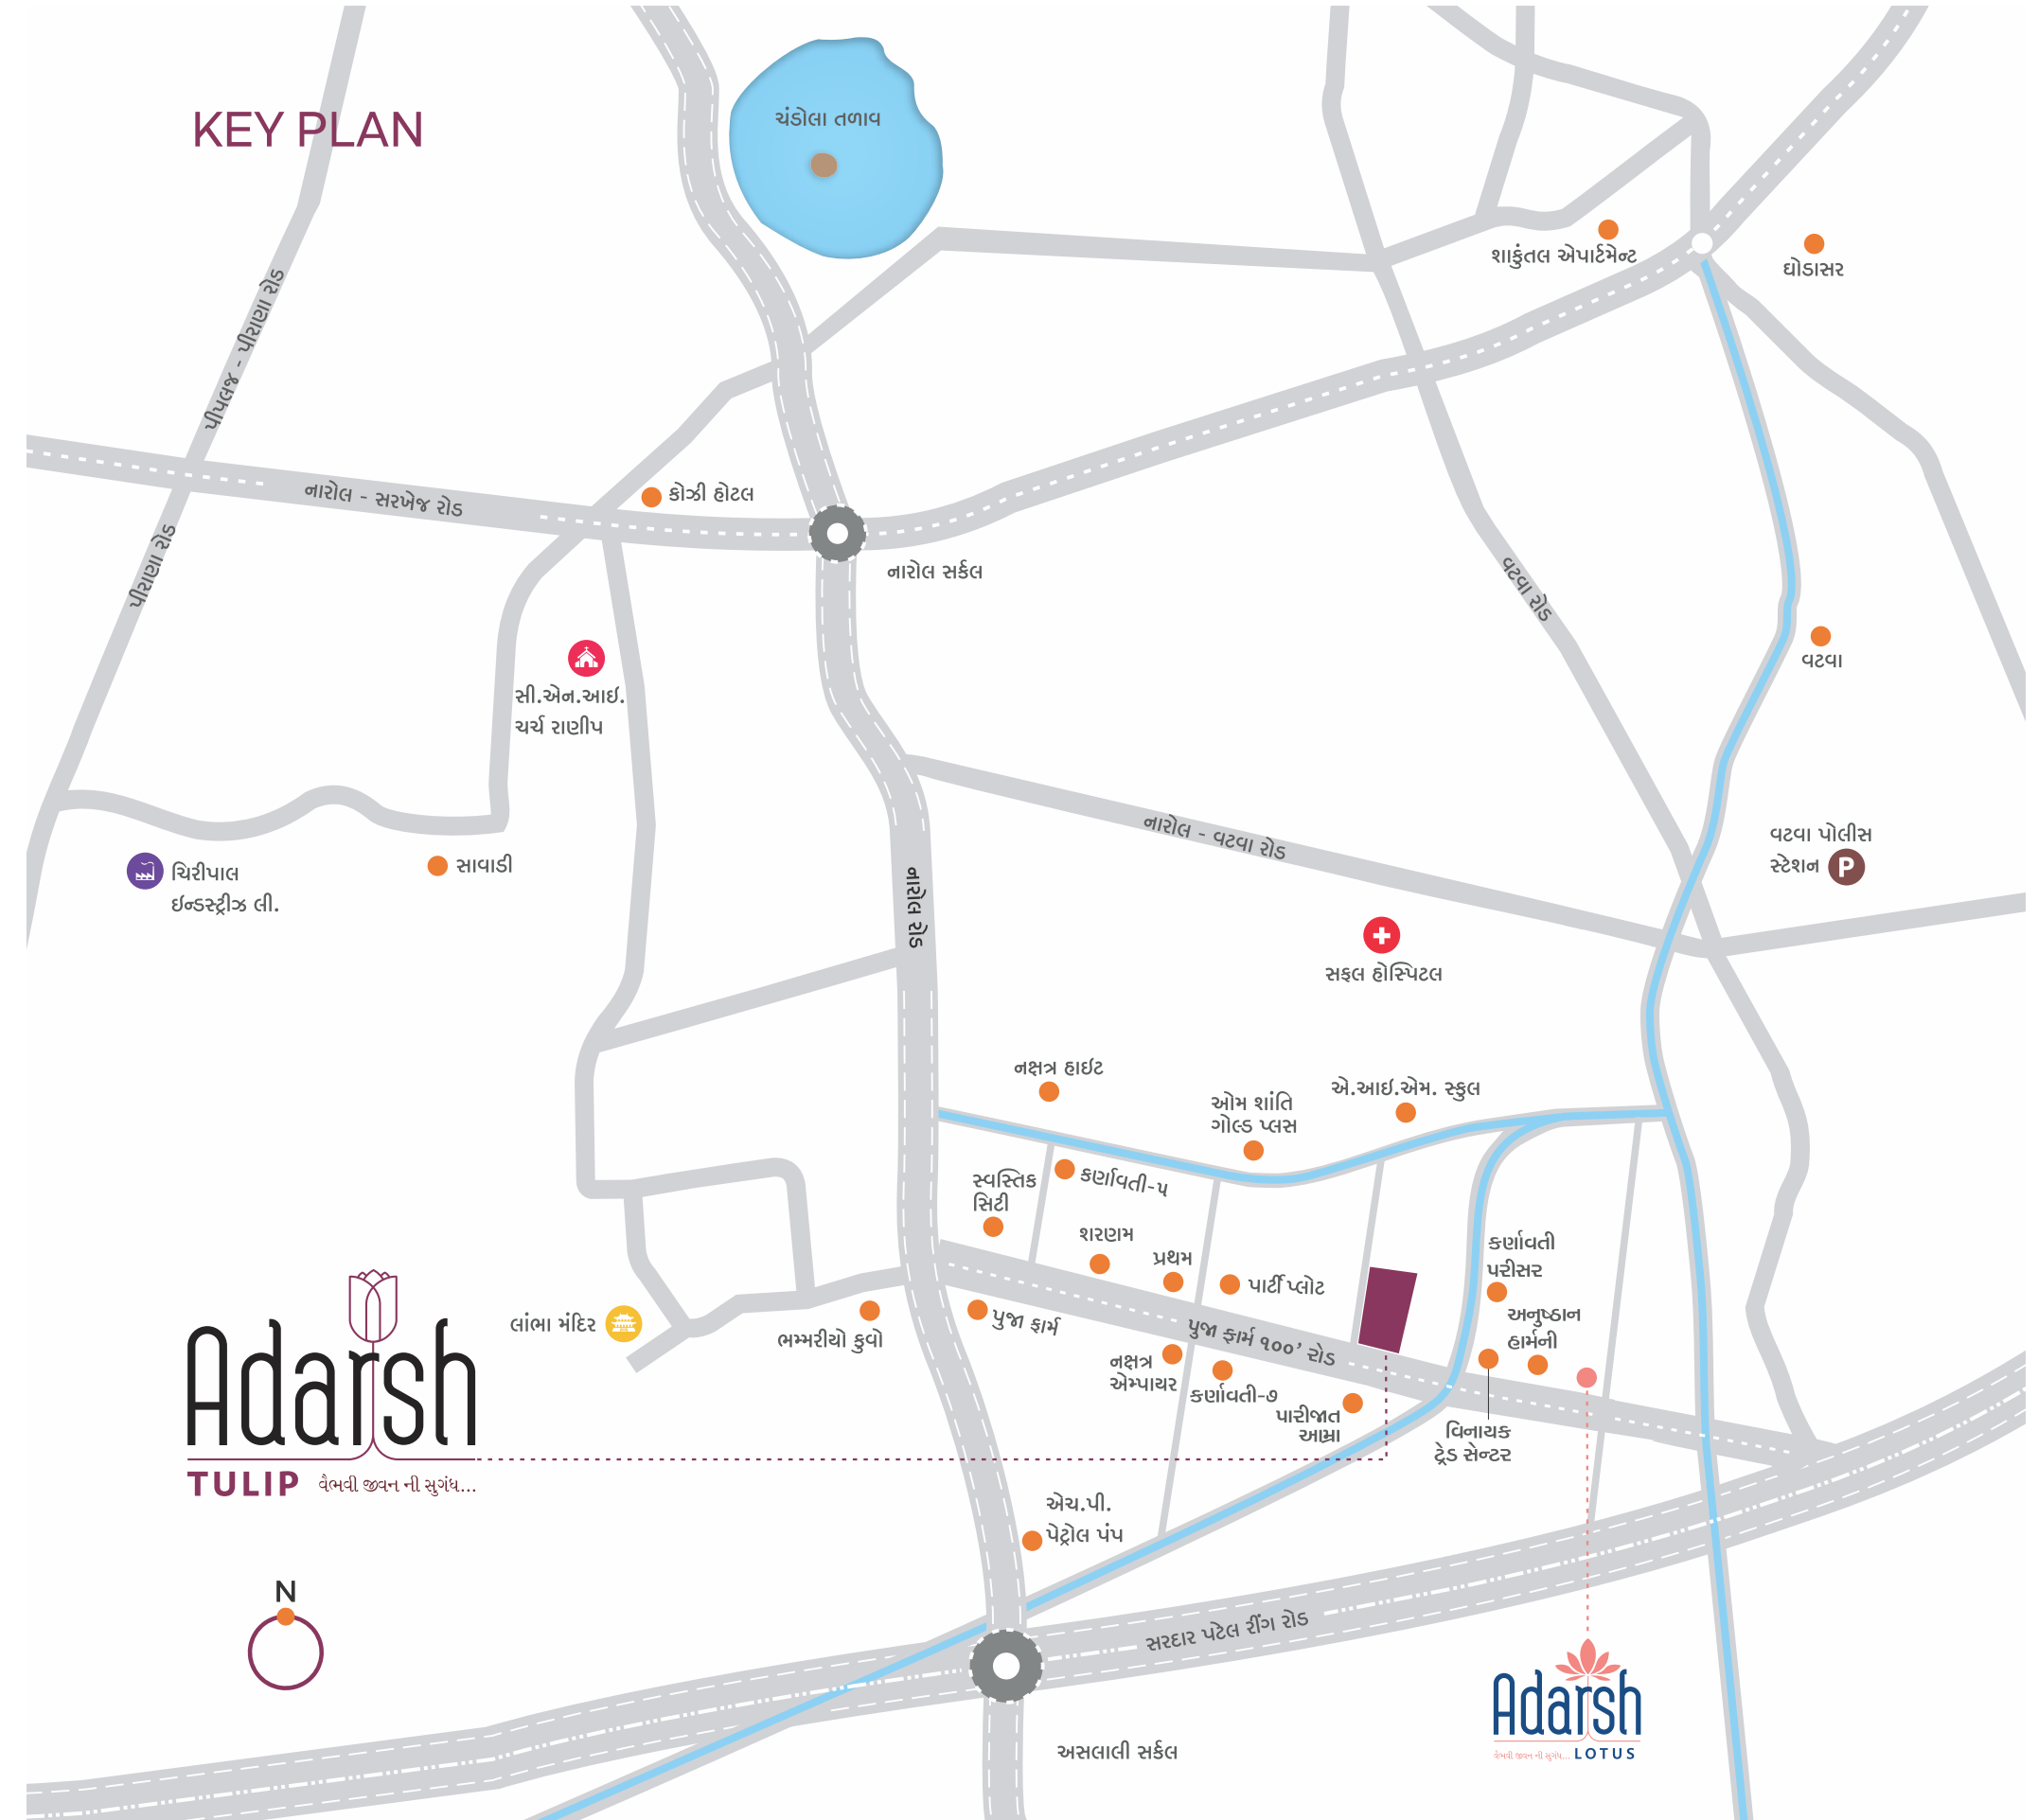 KEY PLAN
ચંડોલા તળાવ
શાકુંતલ એપાર્ટમેન્ટ
ઘોડાસર
પીપલજ - પીરાણા રોડ
નારોલ - સરખેજ રોડ
કોઝી હોટલ
નારોલ સર્કલ
પીરાણા રોડ
વટવા રોડ
વટવા
સી.એન.આઇ.
ચર્ચ રાણીપ
નારોલ - વટવા રોડ
વટવા પોલીસ
સ્ટેશન P
ચિરીપાલ
ઇન્ડસ્ટ્રીઝ લી.
સાવાડી
નારોલ રોડ
સફલ હોસ્પિટલ
નક્ષત્ર હાઇટ
ઓમ શાંતિ
ગોલ્ડ પ્લસ
એ.આઇ.એમ. સ્કુલ
સ્વસ્તિક
સિટી
કર્ણાવતી-૫
શરણમ
પ્રથમ
પાર્ટી પ્લોટ
કર્ણાવતી
પરીસર
અનુષ્ઠાન
હાર્મની
લાંભા મંદિર
ભમ્મરીયો કુવો
પુજા ફાર્મ
પુજા ફાર્મ ૧૦૦' રોડ
નક્ષત્ર
એમ્પાયર
કર્ણાવતી-૭
પારીજાત
આમ્રા
વિનાયક
ટ્રેડ સેન્ટર
Adarsh
TULIP વૈભવી જીવન ની સુગંધ...
એચ.પી.
પેટ્રોલ પંપ
N
સરદાર પટેલ રીંગ રોડ
અસલાલી સર્કલ
Adarsh
વૈભવી જીવન ની સુગંધ... LOTUS